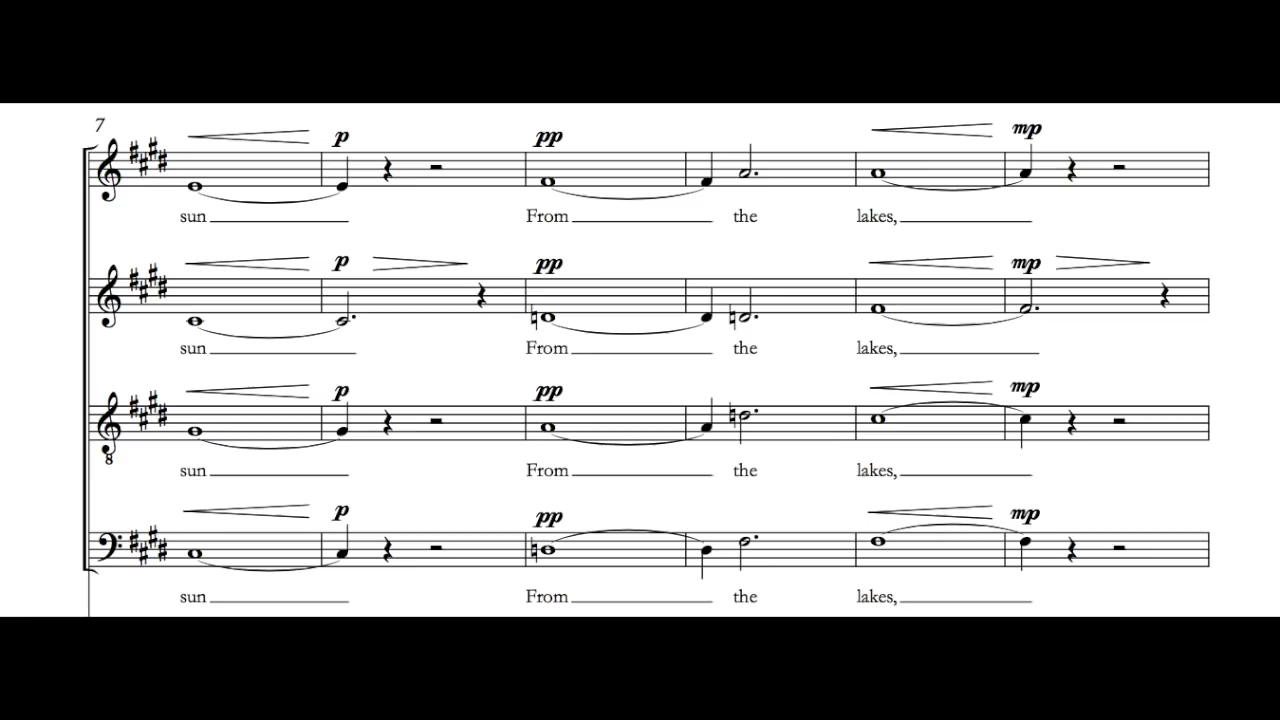 7
p pp mp
sun From the lakes,
p pp mp
sun From the lakes,
p pp mp
8
sun From the lakes,
p pp mp
sun From the lakes,